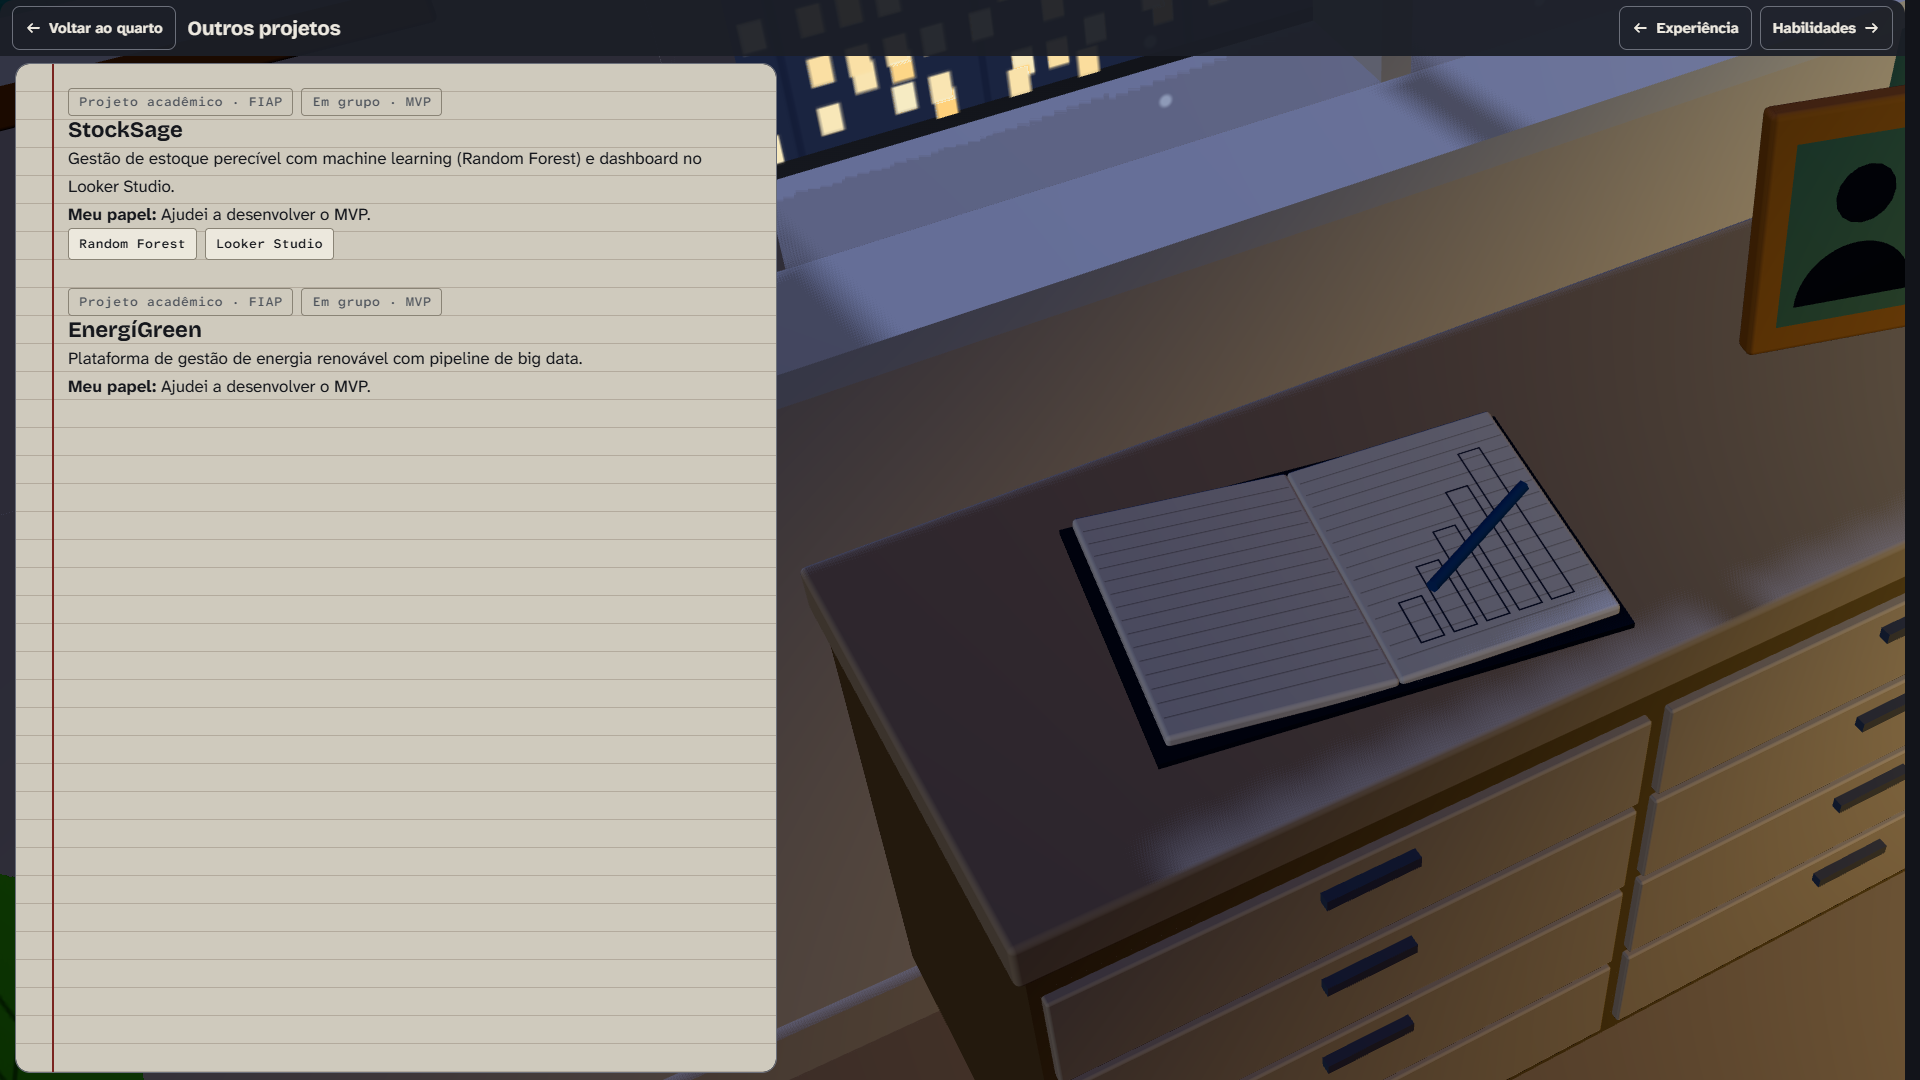 ← Voltar ao quarto
Outros projetos
← Experiência
Habilidades →
Projeto acadêmico · FIAP
Em grupo · MVP
StockSage
Gestão de estoque perecível com machine learning (Random Forest) e dashboard no
Looker Studio.
Meu papel: Ajudei a desenvolver o MVP.
Random Forest
Looker Studio
Projeto acadêmico · FIAP
Em grupo · MVP
EnergíGreen
Plataforma de gestão de energia renovável com pipeline de big data.
Meu papel: Ajudei a desenvolver o MVP.